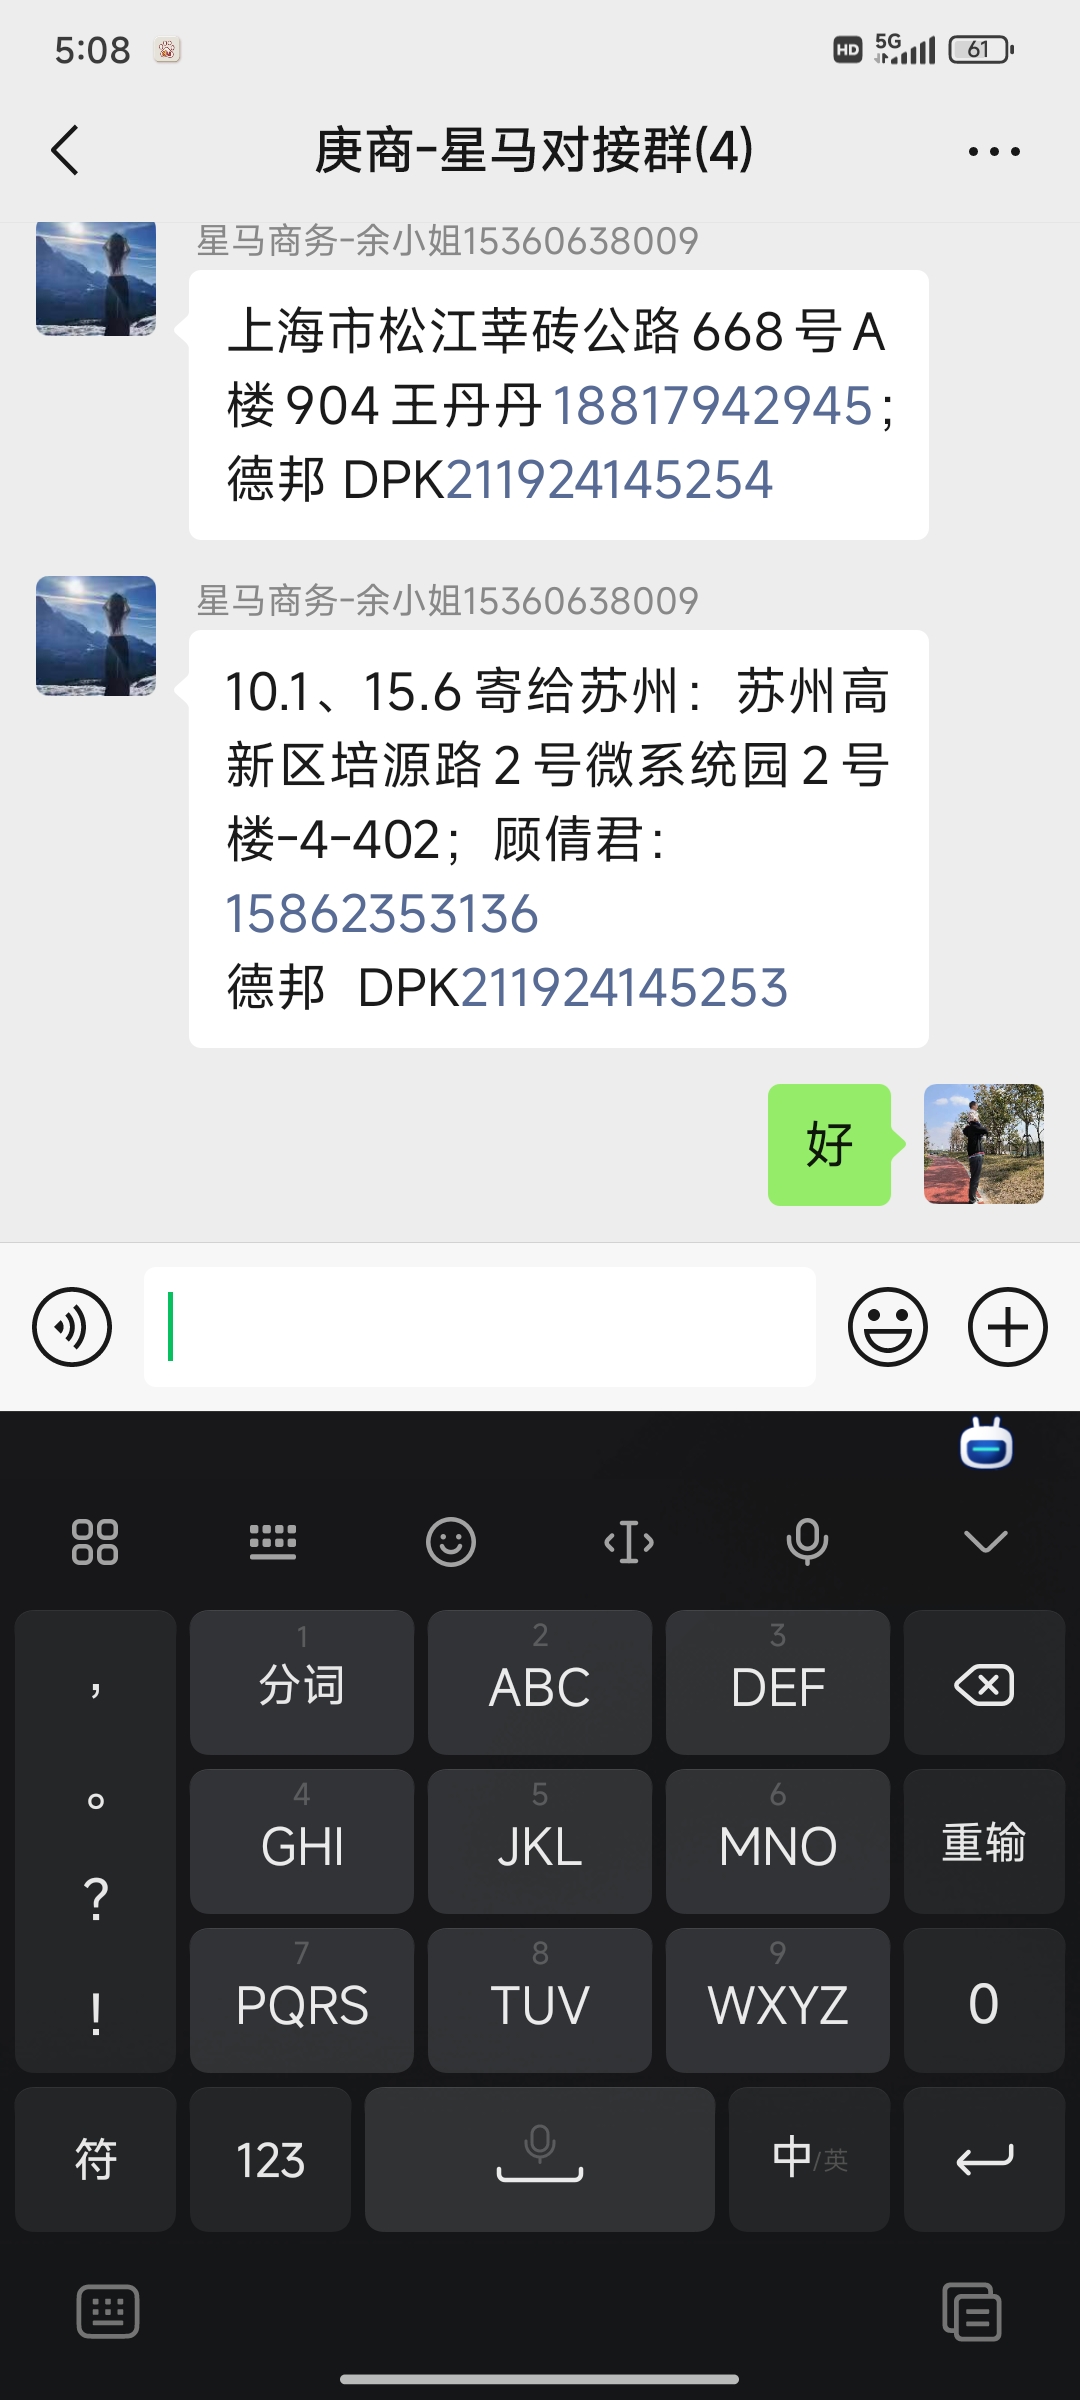 5:08
HD 5G 61
庚商-星马对接群(4)
星马商务-余小姐15360638009
上海市松江莘砖公路668号A
楼904王丹丹18817942945;
德邦 DPK211924145254
星马商务-余小姐15360638009
10.1、15.6寄给苏州：苏州高
新区培源路2号微系统园2号
楼-4-402；顾倩君：
15862353136
德邦  DPK211924145253
好
，
。
?
!
1
分词
2
ABC
3
DEF
4
GHI
5
JKL
6
MNO
重输
7
PQRS
8
TUV
9
WXYZ
0
符
123
中/英